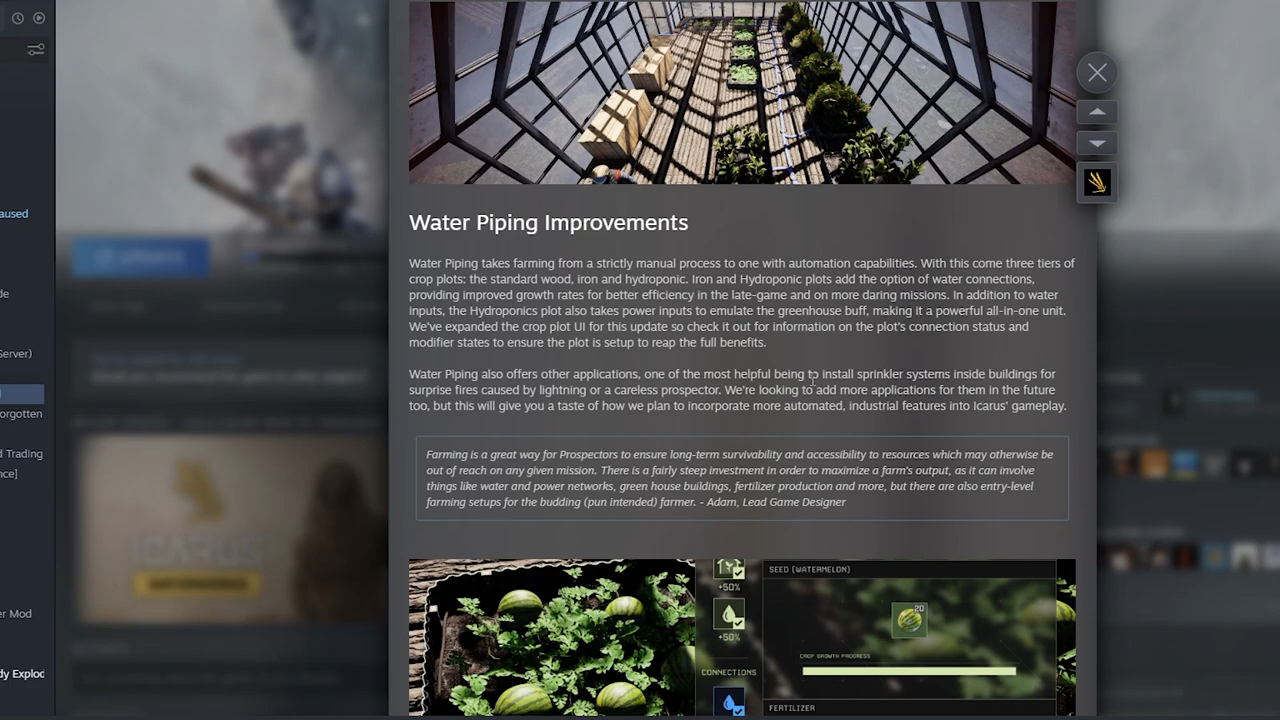 aused
de
Server)
orgotten
d Trading
nce]
er Mod
dy Explod
Water Piping Improvements
Water Piping takes farming from a strictly manual process to one with automation capabilities. With this come three tiers of
crop plots: the standard wood, iron and hydroponic. Iron and Hydroponic plots add the option of water connections,
providing improved growth rates for better efficiency in the late-game and on more daring missions. In addition to water
inputs, the Hydroponics plot also takes power inputs to emulate the greenhouse buff, making it a powerful all-in-one unit.
We've expanded the crop plot UI for this update so check it out for information on the plot's connection status and
modifier states to ensure the plot is setup to reap the full benefits.
Water Piping also offers other applications, one of the most helpful being to install sprinkler systems inside buildings for
surprise fires caused by lightning or a careless prospector. We're looking to add more applications for them in the future
too, but this will give you a taste of how we plan to incorporate more automated, industrial features into Icarus' gameplay.
Farming is a great way for Prospectors to ensure long-term survivability and accessibility to resources which may otherwise be
out of reach on any given mission. There is a fairly steep investment in order to maximize a farm's output, as it can involve
things like water and power networks, green house buildings, fertilizer production and more, but there are also entry-level
farming setups for the budding (pun intended) farmer. - Adam, Lead Game Designer
+50%
+50%
CONNECTIONS
SEED (WATERMELON)
20
CROP GROWTH PROGRESS
FERTILIZER
ICARUS